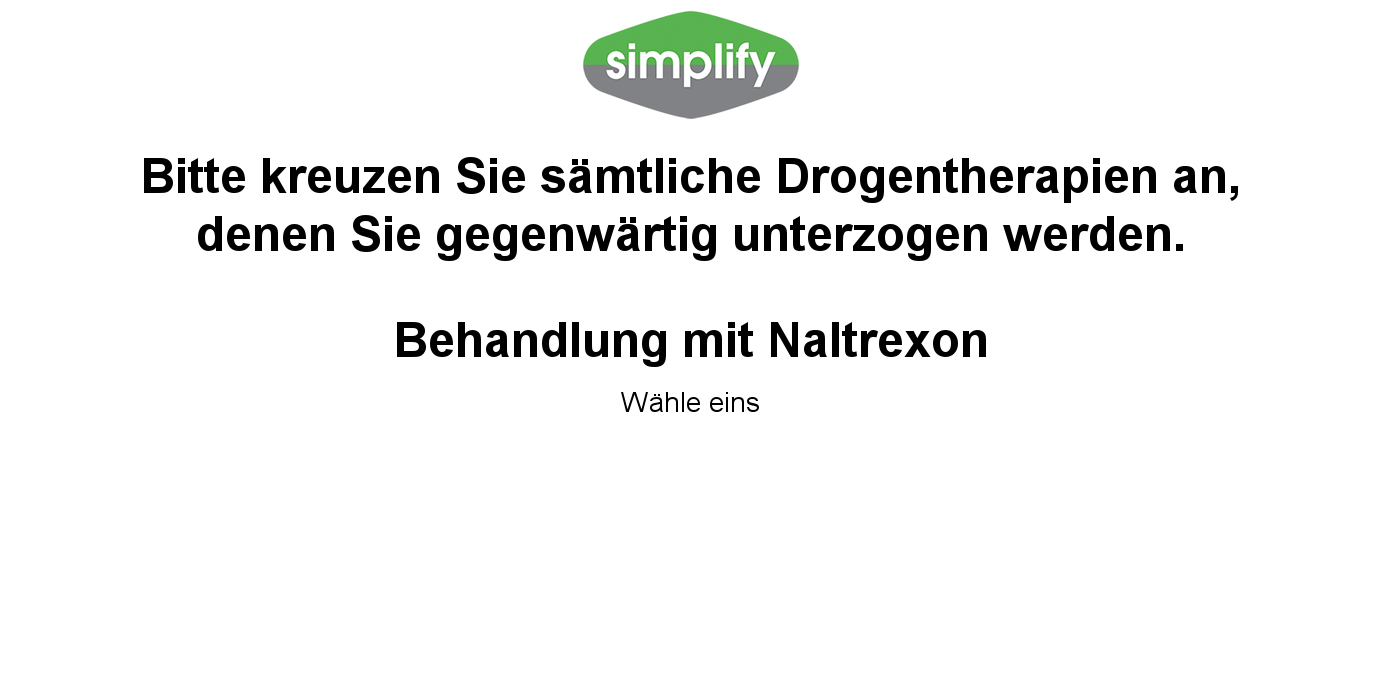 simplify
Bitte kreuzen Sie sämtliche Drogentherapien an,
denen Sie gegenwärtig unterzogen werden.
Behandlung mit Naltrexon
Wähle eins